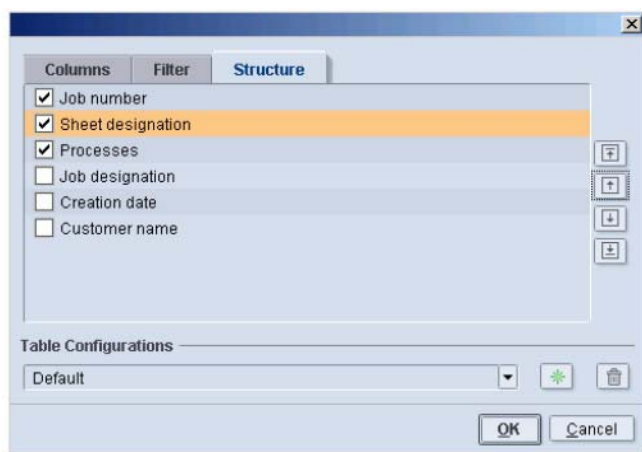 Columns Filter Structure
Job number
Sheet designation
Processes
Job designation
Creation date
Customer name
Table Configurations
Default
OK Cancel